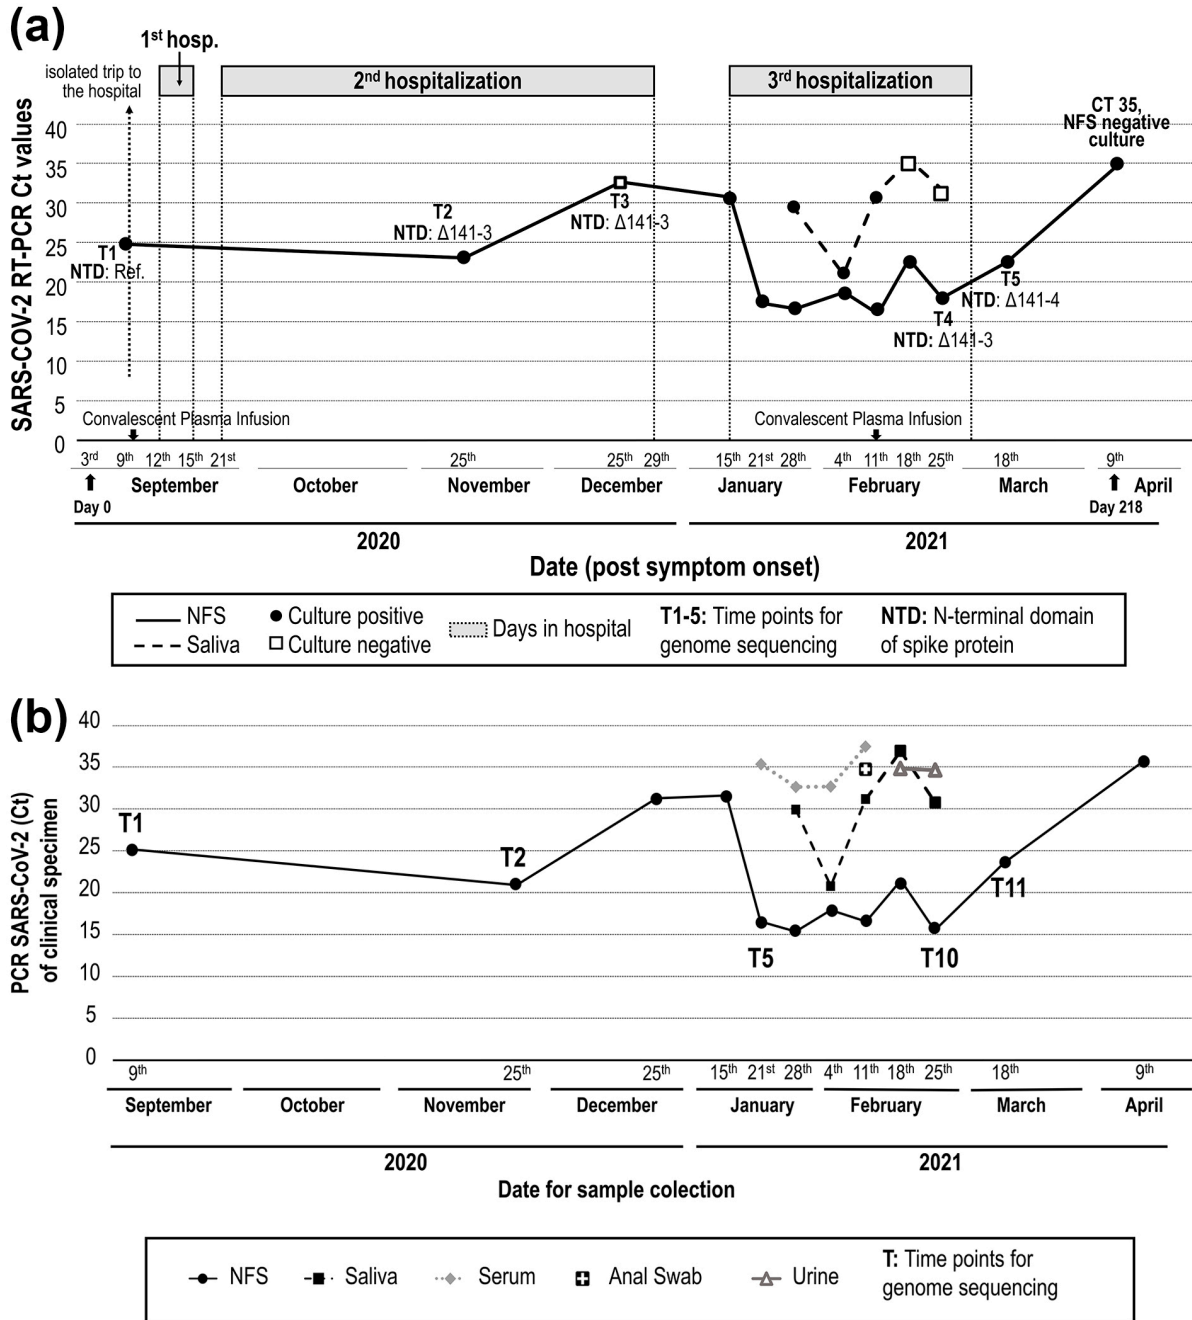 (a)
1st hosp.
isolated trip to
the hospital
2nd hospitalization
3rd hospitalization
SARS-COV-2 RT-PCR Ct values
40
35
30
25
20
15
10
5
0
CT 35,
NFS negative
culture
T1
NTD: Ref.
T2
NTD: Δ141-3
T3
NTD: Δ141-3
T4
NTD: Δ141-3
T5
NTD: Δ141-4
Convalescent Plasma Infusion
Convalescent Plasma Infusion
3rd 9th 12th 15th 21st 25th 25th 29th 15th 21st 28th 4th 11th 18th 25th 18th 9th
September October November December January February March April
Day 0 Day 218
2020 2021
Date (post symptom onset)
NFS
Saliva
Culture positive
Culture negative
Days in hospital
T1-5: Time points for
genome sequencing
NTD: N-terminal domain
of spike protein
(b)
PCR SARS-CoV-2 (Ct)
of clinical specimen
40
35
30
25
20
15
10
5
0
T1
T2
T5
T10
T11
9th 25th 25th 15th 21st 28th 4th 11th 18th 25th 18th 9th
September October November December January February March April
2020 2021
Date for sample colection
NFS Saliva Serum Anal Swab Urine
T: Time points for
genome sequencing